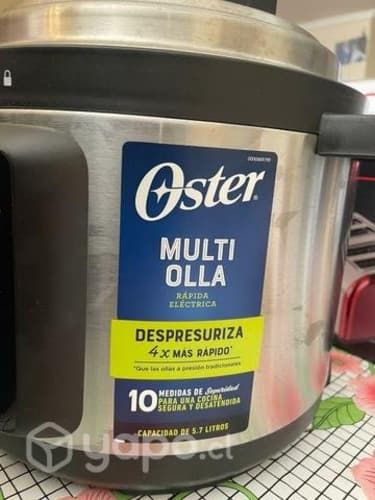 Oster
MULTI
OLLA
RÁPIDA
ELÉCTRICA
DESPRESURIZA
4x MÁS RÁPIDO*
*Que las ollas a presión tradicionales
10 MEDIDAS DE Seguridad
PARA UNA COCINA
SEGURA Y DESATENDIDA
CAPACIDAD DE 5.7 LITROS
yapo.cl